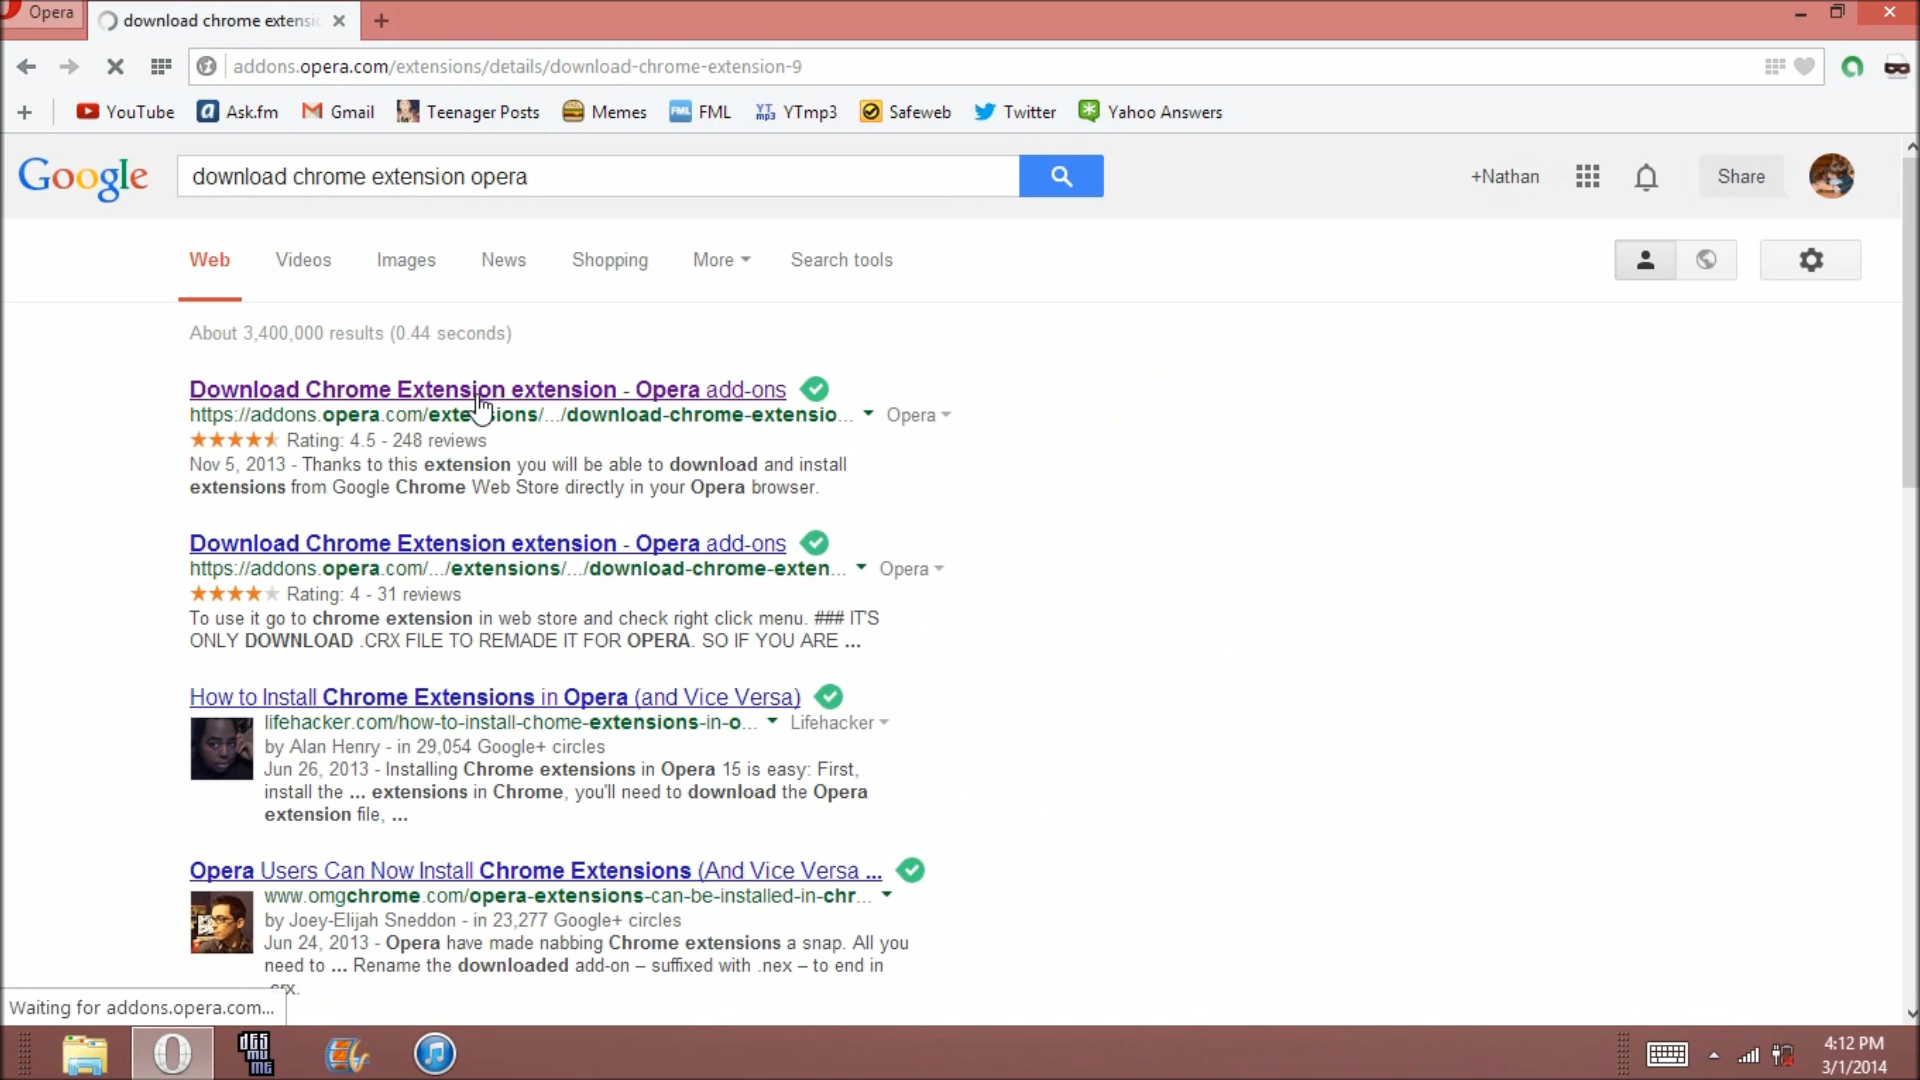 Opera
download chrome extensi
addons.opera.com/extensions/details/download-chrome-extension-9
YouTube
Ask.fm
Gmail
Teenager Posts
Memes
FML
FML
YT mp3
YTmp3
Safeweb
Twitter
Yahoo Answers
Google
download chrome extension opera
+Nathan
Share
Web
Videos
Images
News
Shopping
More
Search tools
About 3,400,000 results (0.44 seconds)
Download Chrome Extension extension - Opera add-ons
https://addons.opera.com/extensions/.../download-chrome-extensio...
Opera
Rating: 4.5 - 248 reviews
Nov 5, 2013 - Thanks to this extension you will be able to download and install
extensions from Google Chrome Web Store directly in your Opera browser.
Download Chrome Extension extension - Opera add-ons
https://addons.opera.com/.../extensions/.../download-chrome-exten...
Opera
Rating: 4 - 31 reviews
To use it go to chrome extension in web store and check right click menu. ### IT'S
ONLY DOWNLOAD .CRX FILE TO REMADE IT FOR OPERA. SO IF YOU ARE ...
How to Install Chrome Extensions in Opera (and Vice Versa)
lifehacker.com/how-to-install-chome-extensions-in-o...
Lifehacker
by Alan Henry - in 29,054 Google+ circles
Jun 26, 2013 - Installing Chrome extensions in Opera 15 is easy: First,
install the ... extensions in Chrome, you'll need to download the Opera
extension file, ...
Opera Users Can Now Install Chrome Extensions (And Vice Versa ...
www.omgchrome.com/opera-extensions-can-be-installed-in-chr...
by Joey-Elijah Sneddon - in 23,277 Google+ circles
Jun 24, 2013 - Opera have made nabbing Chrome extensions a snap. All you
need to ... Rename the downloaded add-on – suffixed with .nex – to end in
.crx.
Waiting for addons.opera.com...
DES
MU
ME
4:12 PM
3/1/2014